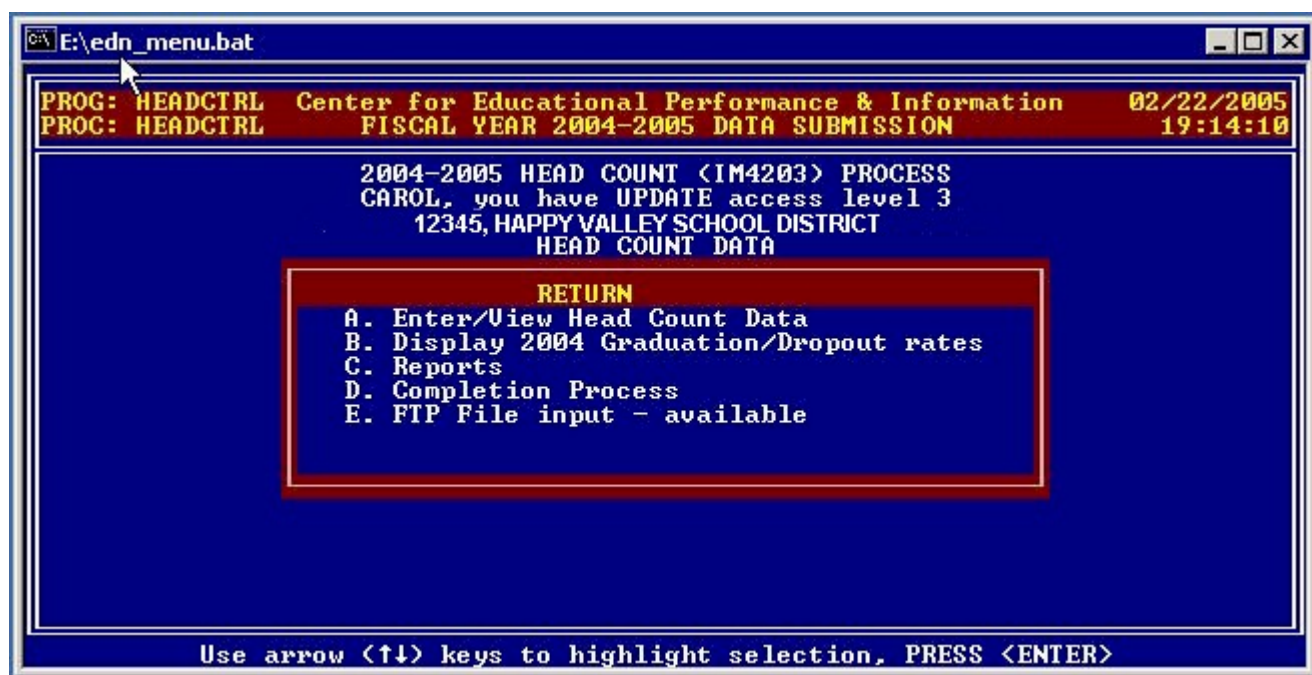 E:\edn_menu.bat
PROG: HEADCTRL Center for Educational Performance & Information 02/22/2005
PROC: HEADCTRL FISCAL YEAR 2004-2005 DATA SUBMISSION 19:14:10
2004-2005 HEAD COUNT (IM4203) PROCESS
CAROL, you have UPDATE access level 3
12345, HAPPY VALLEY SCHOOL DISTRICT
HEAD COUNT DATA
RETURN
A. Enter/View Head Count Data
B. Display 2004 Graduation/Dropout rates
C. Reports
D. Completion Process
E. FTP File input - available
Use arrow (↑↓) keys to highlight selection, PRESS <ENTER>